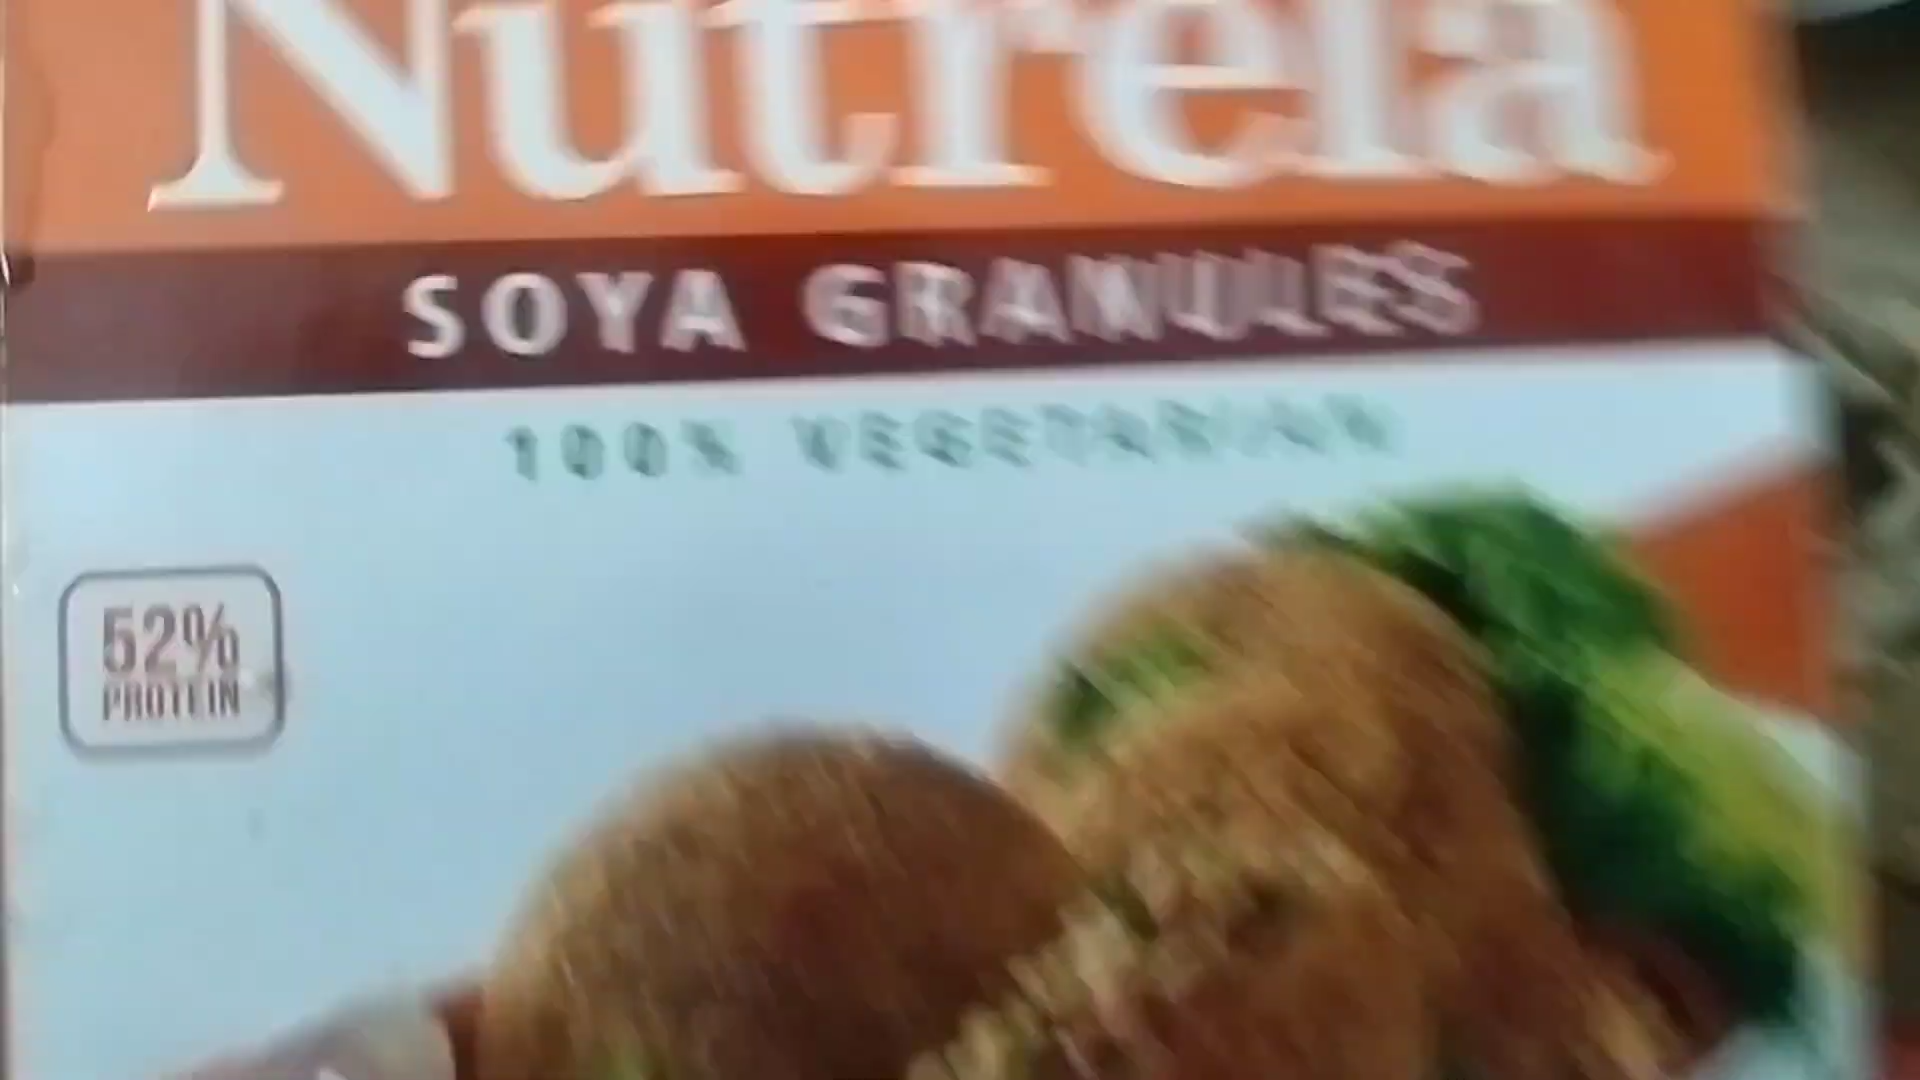 Nutrela
SOYA GRANULES
100% VEGETARIAN
52%
PROTEIN